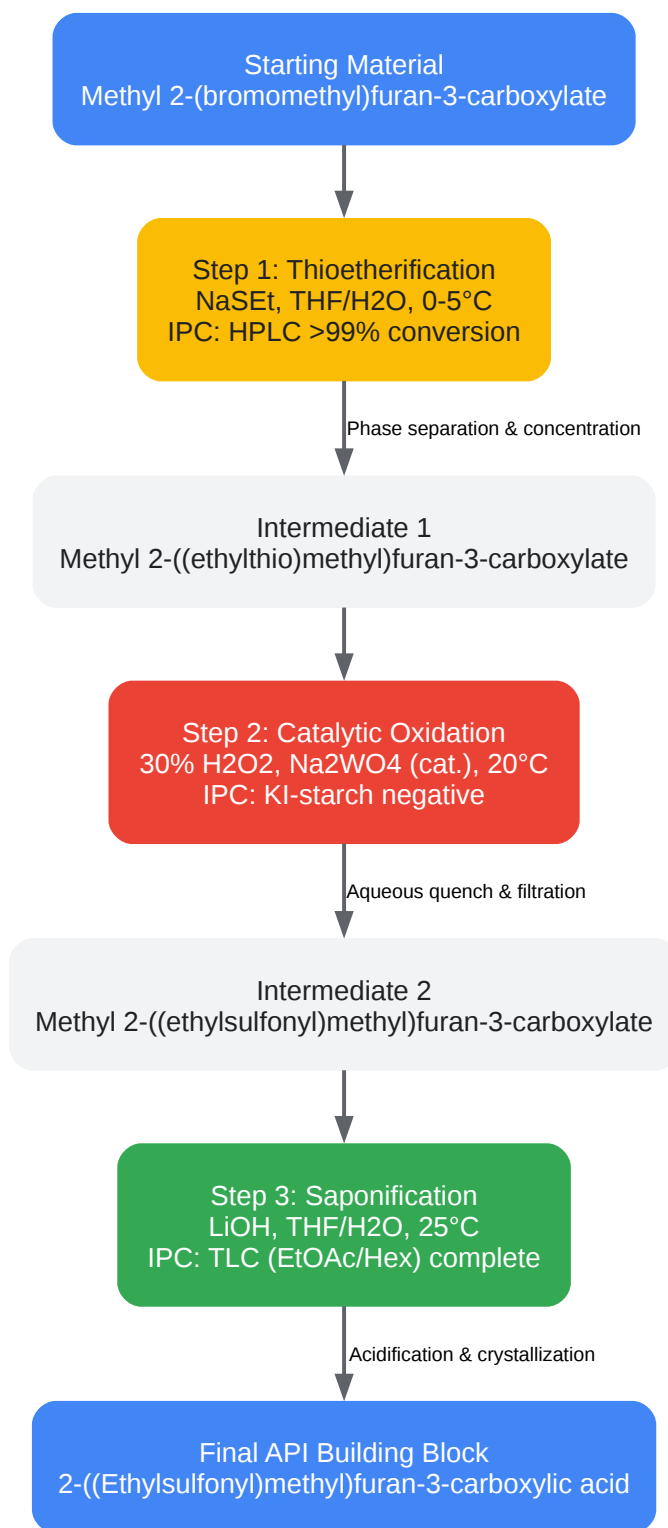 Starting Material
Methyl 2-(bromomethyl)furan-3-carboxylate
Step 1: Thioetherification
NaSEt, THF/H2O, 0-5°C
IPC: HPLC >99% conversion
Phase separation & concentration
Intermediate 1
Methyl 2-((ethylthio)methyl)furan-3-carboxylate
Step 2: Catalytic Oxidation
30% H2O2, Na2WO4 (cat.), 20°C
IPC: KI-starch negative
Aqueous quench & filtration
Intermediate 2
Methyl 2-((ethylsulfonyl)methyl)furan-3-carboxylate
Step 3: Saponification
LiOH, THF/H2O, 25°C
IPC: TLC (EtOAc/Hex) complete
Acidification & crystallization
Final API Building Block
2-((Ethylsulfonyl)methyl)furan-3-carboxylic acid